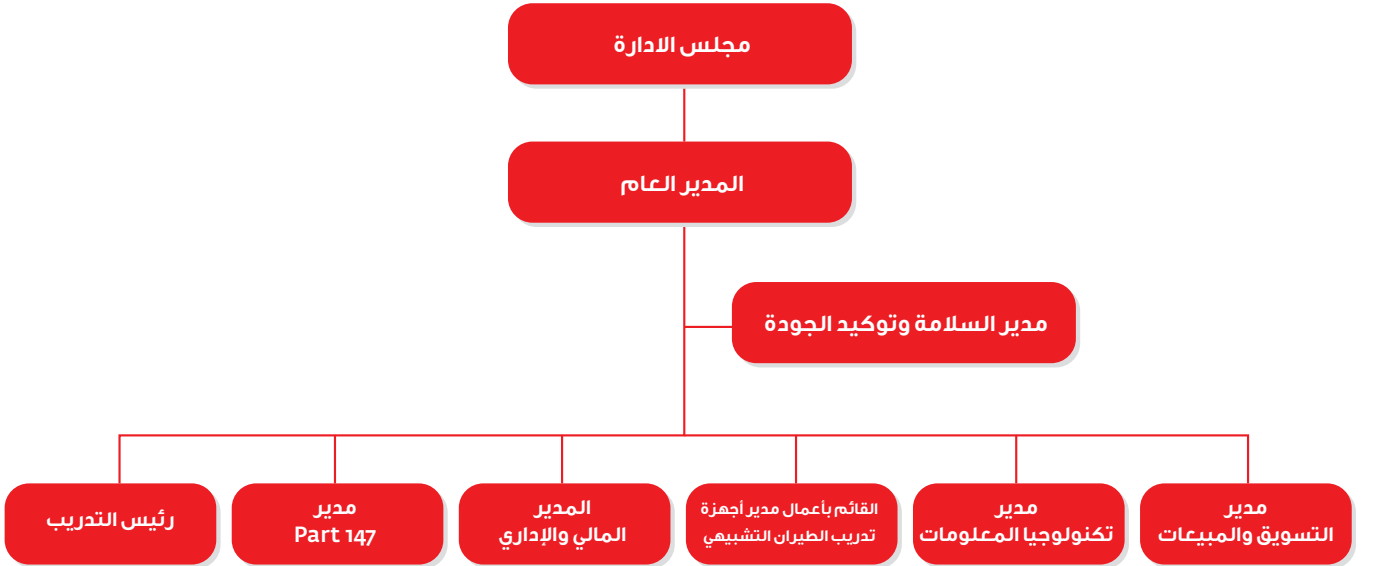 مجلس الادارة
المدير العام
مدير السلامة وتوكيد الجودة
مدير
التسويق والمبيعات
مدير
تكنولوجيا المعلومات
القائم بأعمال مدير أجهزة
تدريب الطيران التشبيهي
المدير
المالي والإداري
مدير
Part 147
رئيس التدريب